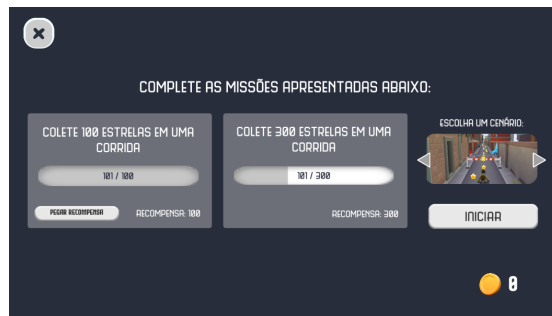 COMPLETE AS MISSÕES APRESENTADAS ABAIXO:
COLETE 100 ESTRELAS EM UMA
CORRIDA
101 / 100
PEGAR RECOMPENSA
RECOMPENSA: 100
COLETE 300 ESTRELAS EM UMA
CORRIDA
101 / 300
RECOMPENSA: 300
ESCOLHA UM CENÁRIO:
INICIAR
0